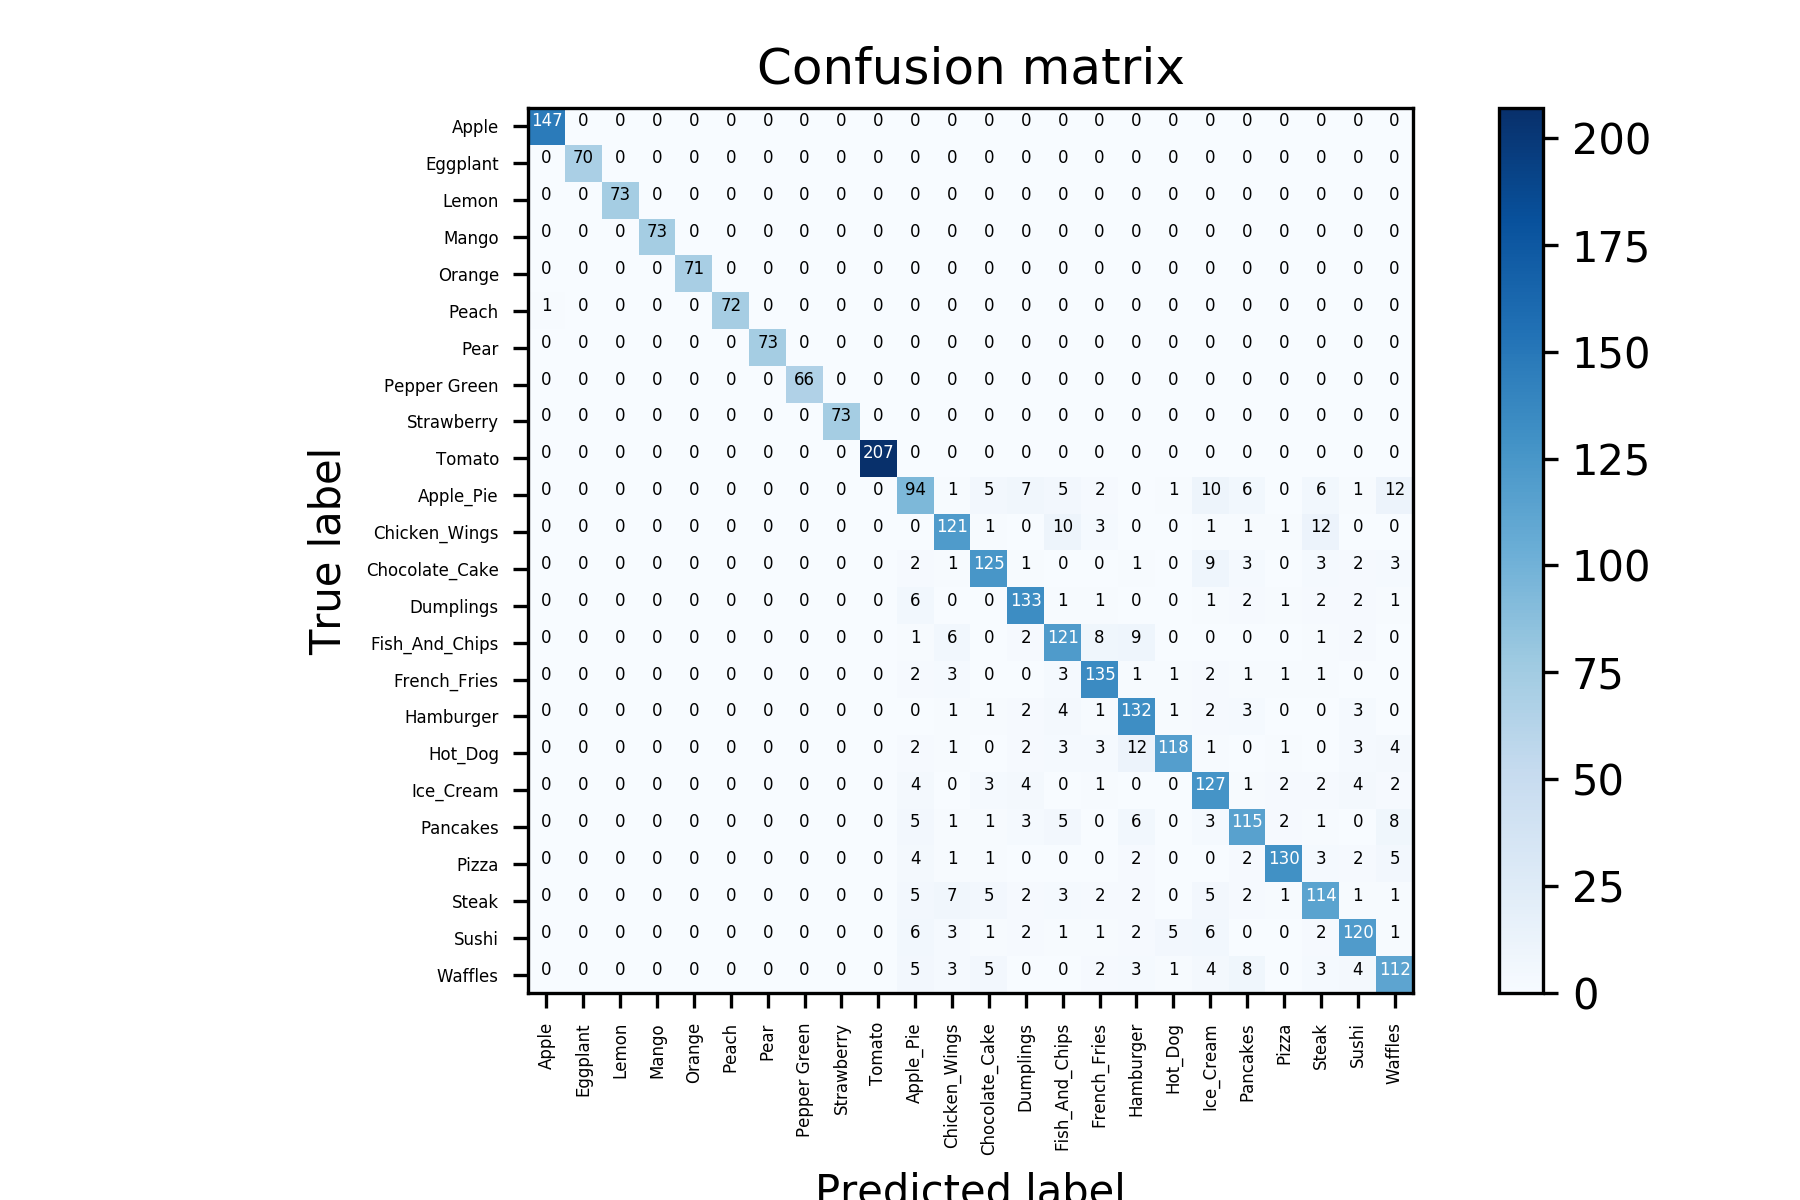 Confusion matrix
Apple 147 0 0 0 0 0 0 0 0 0 0 0 0 0 0 0 0 0 0 0 0 0 0 0
Eggplant 0 70 0 0 0 0 0 0 0 0 0 0 0 0 0 0 0 0 0 0 0 0 0 0
Lemon 0 0 73 0 0 0 0 0 0 0 0 0 0 0 0 0 0 0 0 0 0 0 0 0
Mango 0 0 0 73 0 0 0 0 0 0 0 0 0 0 0 0 0 0 0 0 0 0 0 0
Orange 0 0 0 0 71 0 0 0 0 0 0 0 0 0 0 0 0 0 0 0 0 0 0 0
Peach 1 0 0 0 0 72 0 0 0 0 0 0 0 0 0 0 0 0 0 0 0 0 0 0
Pear 0 0 0 0 0 0 73 0 0 0 0 0 0 0 0 0 0 0 0 0 0 0 0 0
Pepper Green 0 0 0 0 0 0 0 66 0 0 0 0 0 0 0 0 0 0 0 0 0 0 0 0
Strawberry 0 0 0 0 0 0 0 0 73 0 0 0 0 0 0 0 0 0 0 0 0 0 0 0
Tomato 0 0 0 0 0 0 0 0 0 207 0 0 0 0 0 0 0 0 0 0 0 0 0 0
Apple_Pie 0 0 0 0 0 0 0 0 0 0 94 1 5 7 5 2 0 1 10 6 0 6 1 12
Chicken_Wings 0 0 0 0 0 0 0 0 0 0 0 121 1 0 10 3 0 0 1 1 1 12 0 0
Chocolate_Cake 0 0 0 0 0 0 0 0 0 0 2 1 125 1 0 0 1 0 9 3 0 3 2 3
Dumplings 0 0 0 0 0 0 0 0 0 0 6 0 0 133 1 1 0 0 1 2 1 2 2 1
Fish_And_Chips 0 0 0 0 0 0 0 0 0 0 1 6 0 2 121 8 9 0 0 0 0 1 2 0
French_Fries 0 0 0 0 0 0 0 0 0 0 2 3 0 0 3 135 1 1 2 1 1 1 0 0
Hamburger 0 0 0 0 0 0 0 0 0 0 0 1 1 2 4 1 132 1 2 3 0 0 3 0
Hot_Dog 0 0 0 0 0 0 0 0 0 0 2 1 0 2 3 3 12 118 1 0 1 0 3 4
Ice_Cream 0 0 0 0 0 0 0 0 0 0 4 0 3 4 0 1 0 0 127 1 2 2 4 2
Pancakes 0 0 0 0 0 0 0 0 0 0 5 1 1 3 5 0 6 0 3 115 2 1 0 8
Pizza 0 0 0 0 0 0 0 0 0 0 4 1 1 0 0 0 2 0 0 2 130 3 2 5
Steak 0 0 0 0 0 0 0 0 0 0 5 7 5 2 3 2 2 0 5 2 1 114 1 1
Sushi 0 0 0 0 0 0 0 0 0 0 6 3 1 2 1 1 2 5 6 0 0 2 120 1
Waffles 0 0 0 0 0 0 0 0 0 0 5 3 5 0 0 2 3 1 4 8 0 3 4 112
Apple
Eggplant
Lemon
Mango
Orange
Peach
Pear
Pepper Green
Strawberry
Tomato
Apple_Pie
Chicken_Wings
Chocolate_Cake
Dumplings
Fish_And_Chips
French_Fries
Hamburger
Hot_Dog
Ice_Cream
Pancakes
Pizza
Steak
Sushi
Waffles
True label
Predicted label
200
175
150
125
100
75
50
25
0